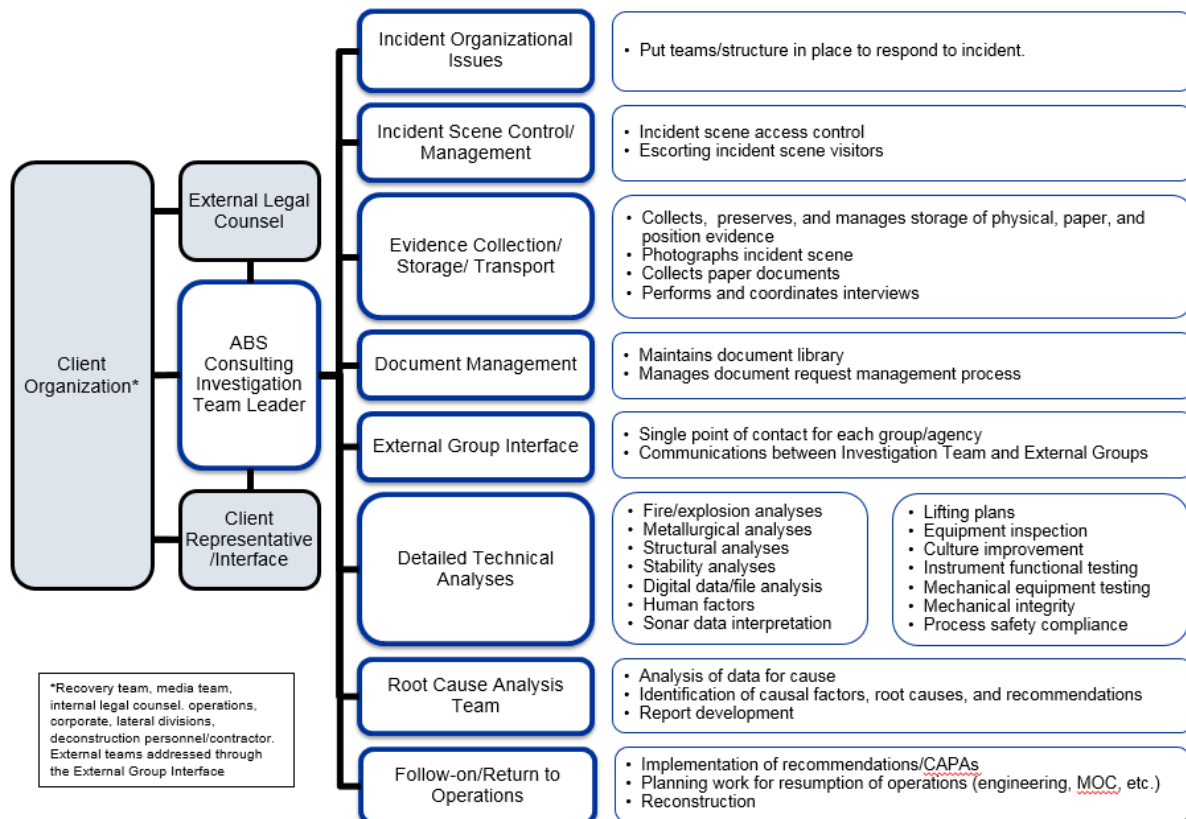 Client
Organization*
External Legal
Counsel
ABS
Consulting
Investigation
Team Leader
Client
Representative
/Interface
*Recovery team, media team,
internal legal counsel. operations,
corporate, lateral divisions,
deconstruction personnel/contractor.
External teams addressed through
the External Group Interface
Incident Organizational
Issues
• Put teams/structure in place to respond to incident.
Incident Scene Control/
Management
• Incident scene access control
• Escorting incident scene visitors
Evidence Collection/
Storage/ Transport
• Collects, preserves, and manages storage of physical, paper, and
position evidence
• Photographs incident scene
• Collects paper documents
• Performs and coordinates interviews
Document Management
• Maintains document library
• Manages document request management process
External Group Interface
• Single point of contact for each group/agency
• Communications between Investigation Team and External Groups
Detailed Technical
Analyses
• Fire/explosion analyses
• Metallurgical analyses
• Structural analyses
• Stability analyses
• Digital data/file analysis
• Human factors
• Sonar data interpretation
• Lifting plans
• Equipment inspection
• Culture improvement
• Instrument functional testing
• Mechanical equipment testing
• Mechanical integrity
• Process safety compliance
Root Cause Analysis
Team
• Analysis of data for cause
• Identification of causal factors, root causes, and recommendations
• Report development
Follow-on/Return to
Operations
• Implementation of recommendations/CAPAs
• Planning work for resumption of operations (engineering, MOC, etc.)
• Reconstruction